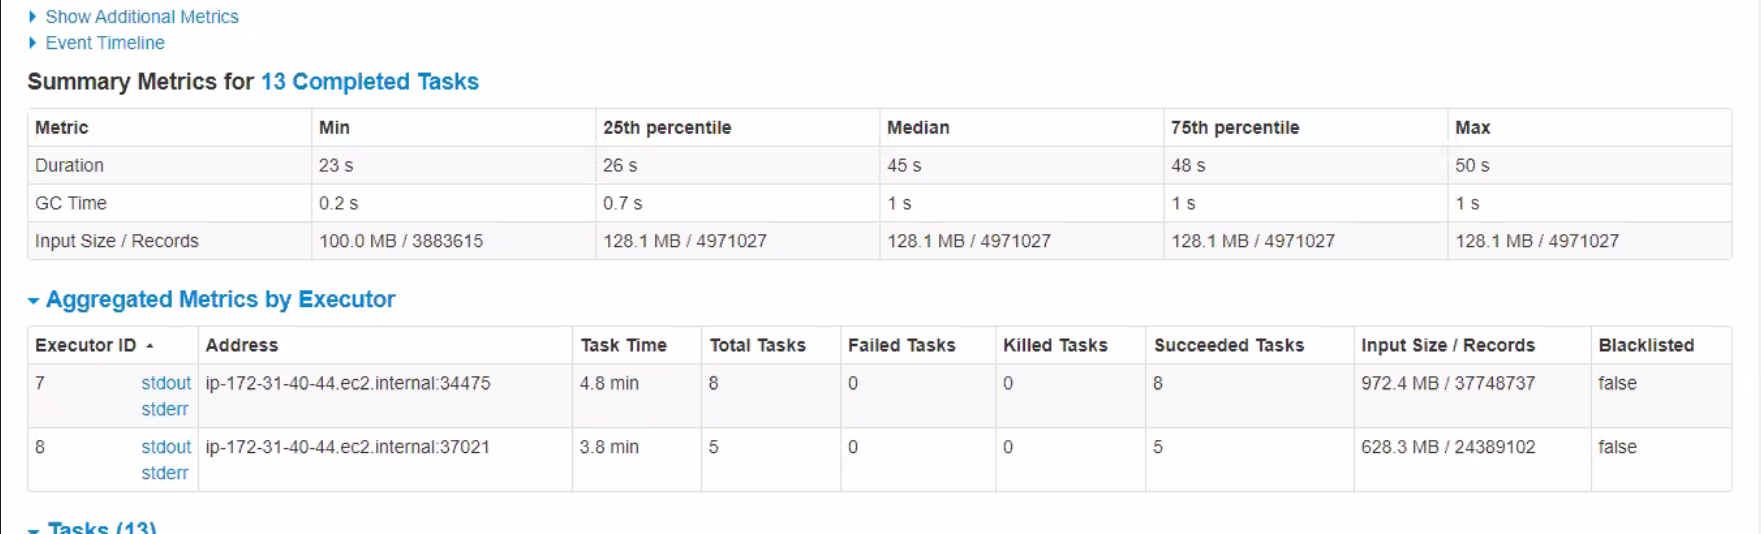 Show Additional Metrics
Event Timeline
Summary Metrics for 13 Completed Tasks
Metric Min 25th percentile Median 75th percentile Max
Duration 23 s 26 s 45 s 48 s 50 s
GC Time 0.2 s 0.7 s 1 s 1 s 1 s
Input Size / Records 100.0 MB / 3883615 128.1 MB / 4971027 128.1 MB / 4971027 128.1 MB / 4971027 128.1 MB / 4971027
Aggregated Metrics by Executor
Executor ID Address Task Time Total Tasks Failed Tasks Killed Tasks Succeeded Tasks Input Size / Records Blacklisted
7 stdout ip-172-31-40-44.ec2.internal:34475 4.8 min 8 0 0 8 972.4 MB / 37748737 false
stderr
8 stdout ip-172-31-40-44.ec2.internal:37021 3.8 min 5 0 0 5 628.3 MB / 24389102 false
stderr
Tasks (13)